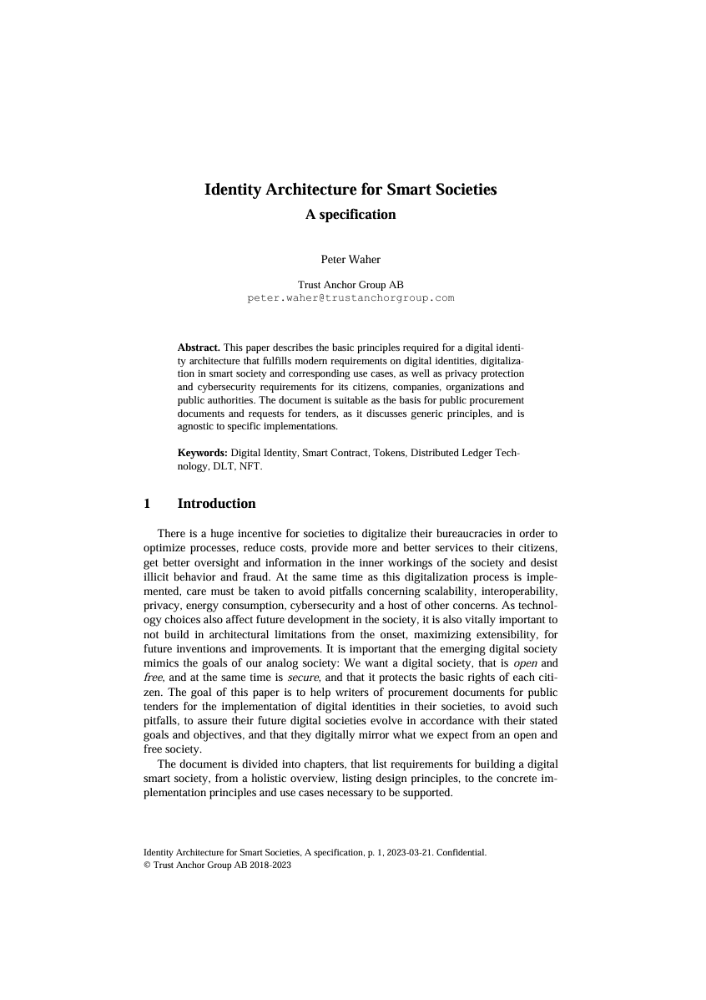 Identity Architecture for Smart Societies
A specification
Peter Waher
Trust Anchor Group AB
peter.waher@trustanchorgroup.com
Abstract. This paper describes the basic principles required for a digital identi-
ty architecture that fulfills modern requirements on digital identities, digitaliza-
tion in smart society and corresponding use cases, as well as privacy protection
and cybersecurity requirements for its citizens, companies, organizations and
public authorities. The document is suitable as the basis for public procurement
documents and requests for tenders, as it discusses generic principles, and is
agnostic to specific implementations.
Keywords: Digital Identity, Smart Contract, Tokens, Distributed Ledger Tech-
nology, DLT, NFT.
1 Introduction
There is a huge incentive for societies to digitalize their bureaucracies in order to
optimize processes, reduce costs, provide more and better services to their citizens,
get better oversight and information in the inner workings of the society and desist
illicit behavior and fraud. At the same time as this digitalization process is imple-
mented, care must be taken to avoid pitfalls concerning scalability, interoperability,
privacy, energy consumption, cybersecurity and a host of other concerns. As technol-
ogy choices also affect future development in the society, it is also vitally important to
not build in architectural limitations from the onset, maximizing extensibility, for
future inventions and improvements. It is important that the emerging digital society
mimics the goals of our analog society: We want a digital society, that is open and
free, and at the same time is secure, and that it protects the basic rights of each citi-
zen. The goal of this paper is to help writers of procurement documents for public
tenders for the implementation of digital identities in their societies, to avoid such
pitfalls, to assure their future digital societies evolve in accordance with their stated
goals and objectives, and that they digitally mirror what we expect from an open and
free society.
The document is divided into chapters, that list requirements for building a digital
smart society, from a holistic overview, listing design principles, to the concrete im-
plementation principles and use cases necessary to be supported.
Identity Architecture for Smart Societies, A specification, p. 1, 2023-03-21. Confidential.
© Trust Anchor Group AB 2018-2023